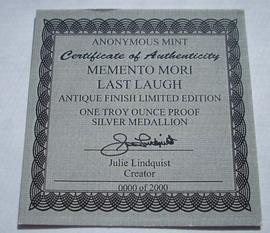 ANONYMOUS MINT
Certificate of Authenticity
MEMENTO MORI
LAST LAUGH
ANTIQUE FINISH LIMITED EDITION
ONE TROY OUNCE PROOF
SILVER MEDALLION
Julie Lindquist
Creator
0000 of 2000